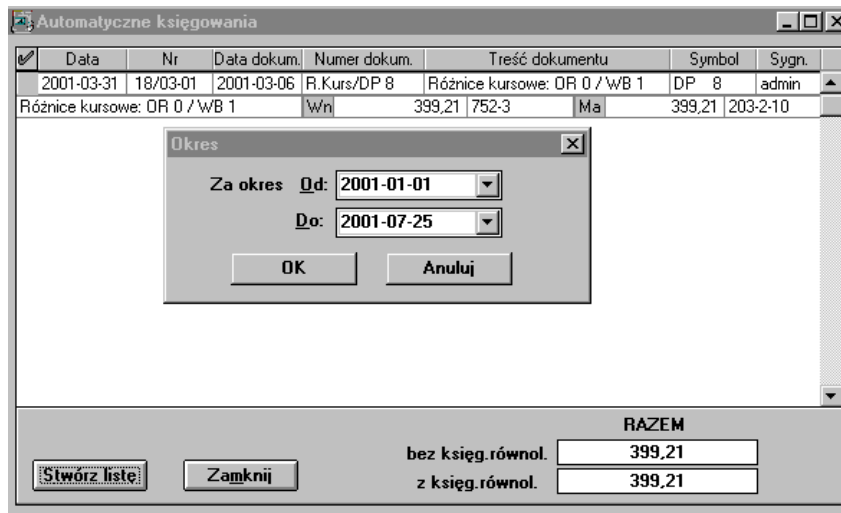 Automatyczne księgowania
Data Nr Data dokum. Numer dokum. Treść dokumentu Symbol Sygn.
2001-03-31 18/03-01 2001-03-06 R.Kurs/DP 8 Różnice kursowe: OR 0 / WB 1 DP 8 admin
Różnice kursowe: OR 0 / WB 1 Wn 399,21 752-3 Ma 399,21 203-2-10
Okres
Za okres Od: 2001-01-01
Do: 2001-07-25
OK Anuluj
RAZEM
bez księg.równol. 399,21
Stwórz listę Zamknij z księg.równol. 399,21